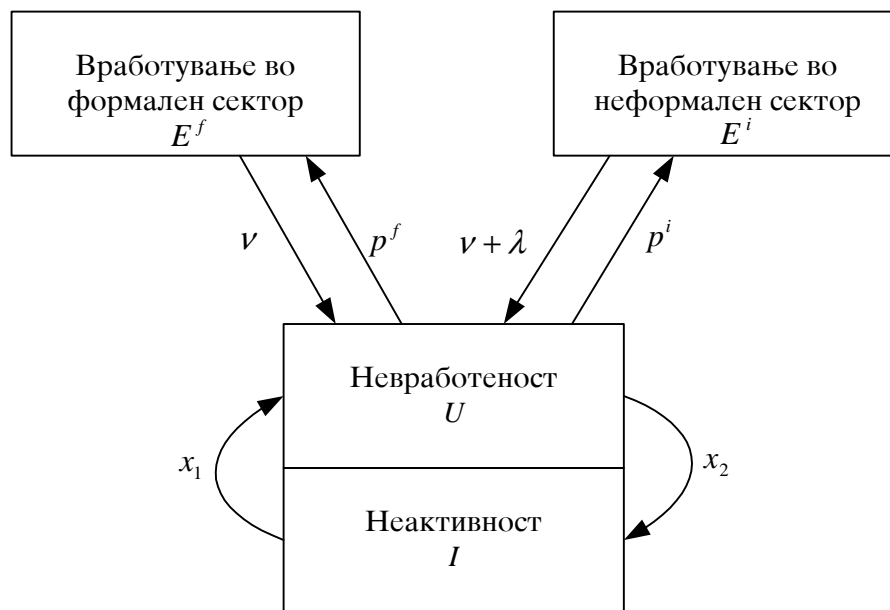 Вработување во
формален сектор
E^f
Вработување во
неформален сектор
E^i
ν
p^f
ν + λ
p^i
Невработеност
U
x₁
x₂
Неактивност
I